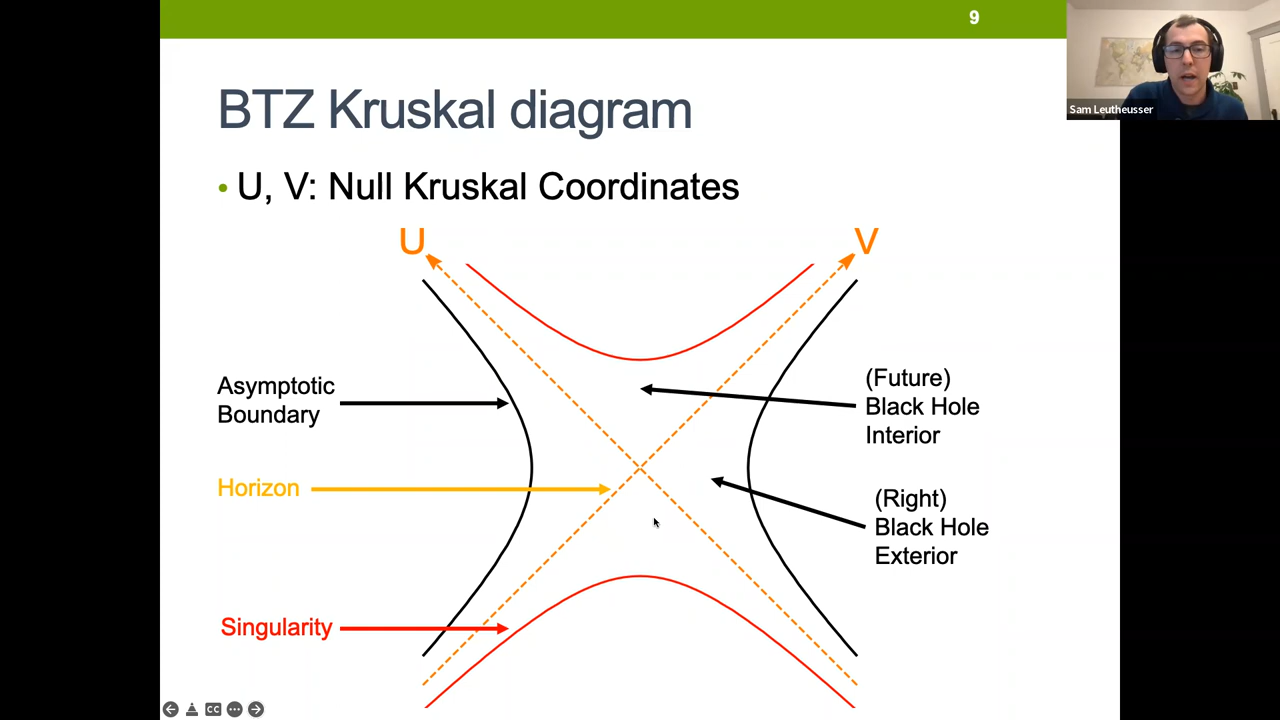 9
Sam Leutheusser
BTZ Kruskal diagram
• U, V: Null Kruskal Coordinates
U
V
Asymptotic
Boundary
(Future)
Black Hole
Interior
Horizon
(Right)
Black Hole
Exterior
Singularity
CC